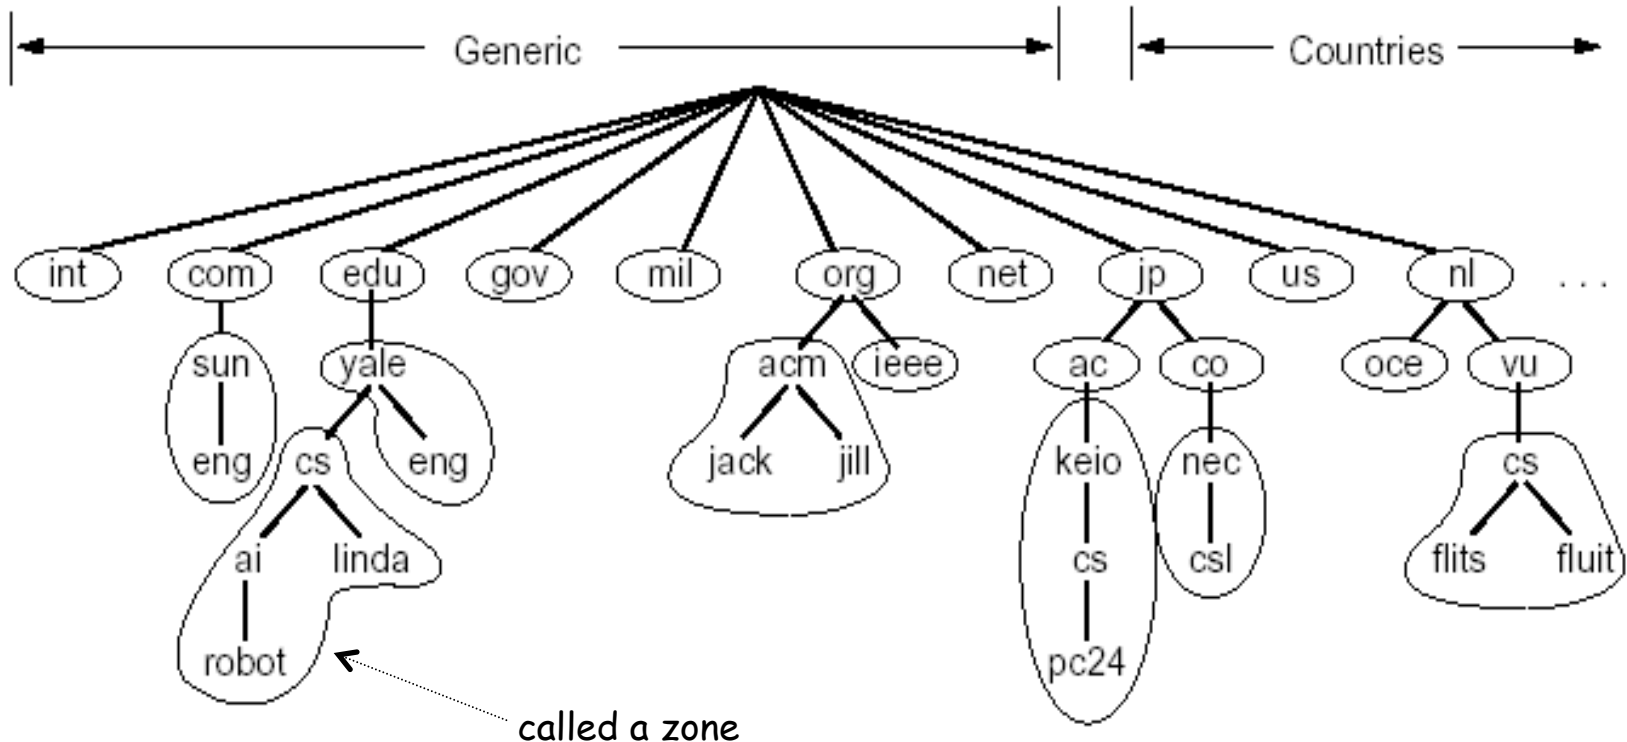 Generic Countries
int com edu gov mil org net jp us nl . . .
sun yale acm ieee ac co oce vu
eng cs eng jack jill keio nec cs
ai linda cs csl flits fluit
robot pc24
called a zone